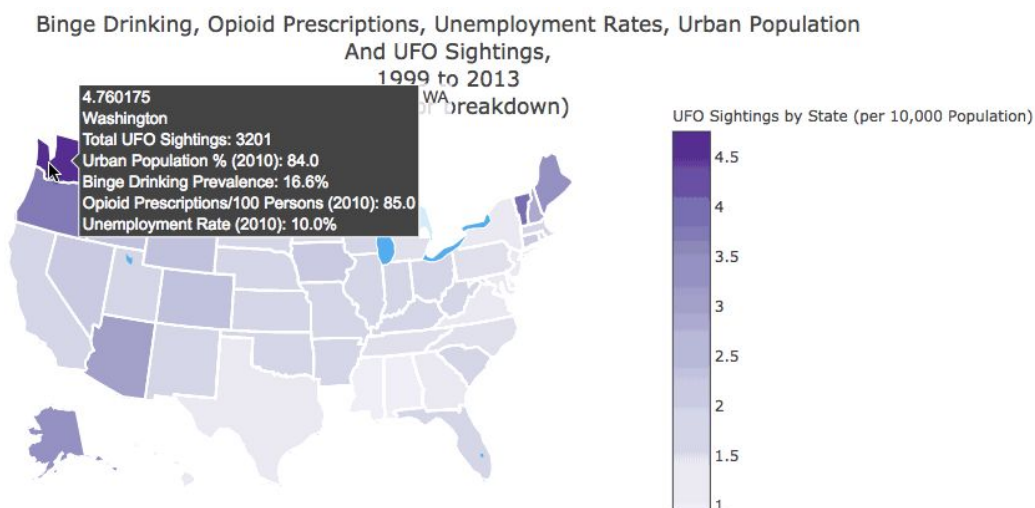 Binge Drinking, Opioid Prescriptions, Unemployment Rates, Urban Population
And UFO Sightings,
1999 to 2013
breakdown)
4.760175
WA
Washington
Total UFO Sightings: 3201
Urban Population % (2010): 84.0
Binge Drinking Prevalence: 16.6%
Opioid Prescriptions/100 Persons (2010): 85.0
Unemployment Rate (2010): 10.0%
UFO Sightings by State (per 10,000 Population)
4.5
4
3.5
3
2.5
2
1.5
1